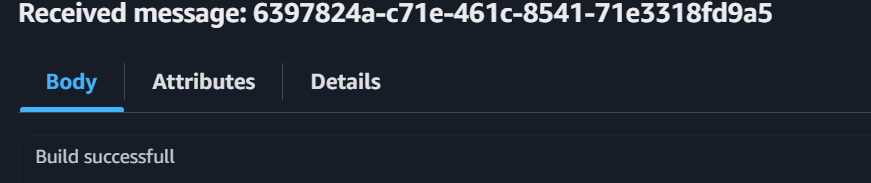 Received message: 6397824a-c71e-461c-8541-71e3318fd9a5
Body Attributes Details
Build successfull